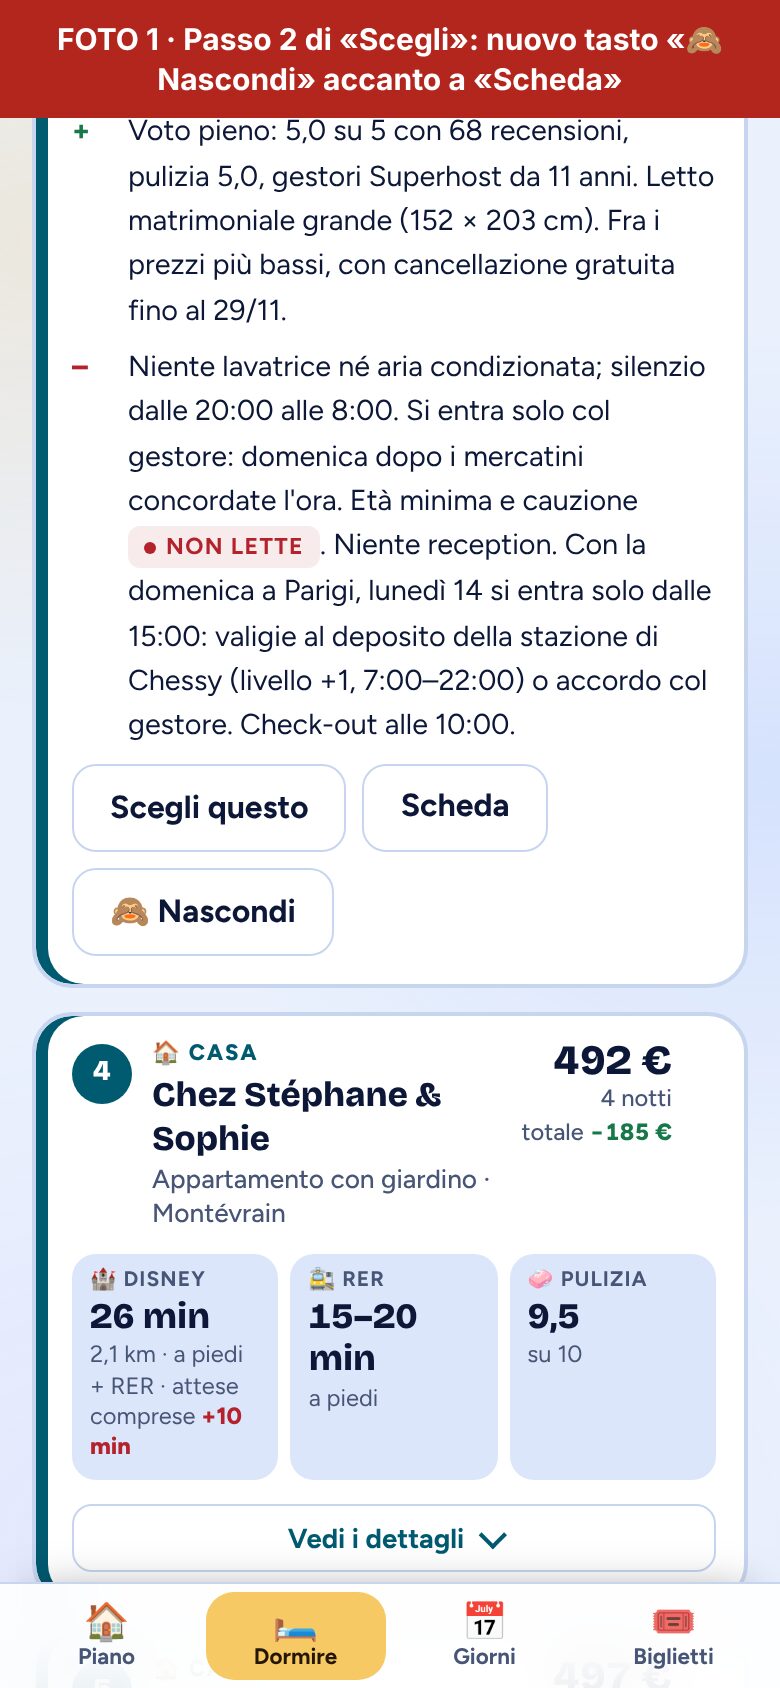 FOTO 1 · Passo 2 di «Scegli»: nuovo tasto «🙈
Nascondi» accanto a «Scheda»
+ Voto pieno: 5,0 su 5 con 68 recensioni,
pulizia 5,0, gestori Superhost da 11 anni. Letto
matrimoniale grande (152 × 203 cm). Fra i
prezzi più bassi, con cancellazione gratuita
fino al 29/11.
– Niente lavatrice né aria condizionata; silenzio
dalle 20:00 alle 8:00. Si entra solo col
gestore: domenica dopo i mercatini
concordate l'ora. Età minima e cauzione
● NON LETTE . Niente reception. Con la
domenica a Parigi, lunedì 14 si entra solo dalle
15:00: valigie al deposito della stazione di
Chessy (livello +1, 7:00–22:00) o accordo col
gestore. Check-out alle 10:00.
Scegli questo
Scheda
🙈 Nascondi
4
🏠 CASA
Chez Stéphane &
Sophie
Appartamento con giardino ·
Montévrain
492 €
4 notti
totale -185 €
🏰 DISNEY
26 min
2,1 km · a piedi
+ RER · attese
comprese +10
min
🚉 RER
15–20
min
a piedi
🧼 PULIZIA
9,5
su 10
Vedi i dettagli
Piano
Dormire
July
17
Giorni
Biglietti
5
497 €